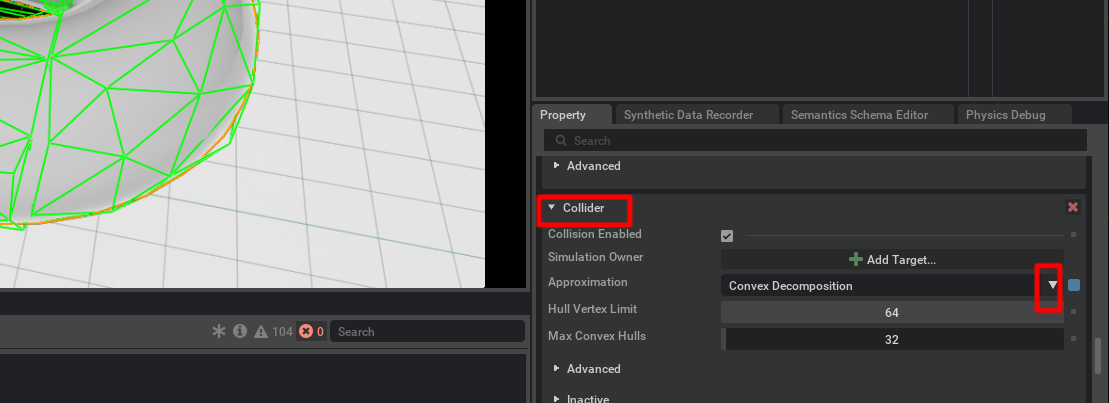 Property
Synthetic Data Recorder
Semantics Schema Editor
Physics Debug
Search
Advanced
Collider
Collision Enabled
Simulation Owner
Add Target...
Approximation
Convex Decomposition
Hull Vertex Limit
64
Max Convex Hulls
32
Advanced
Inactive
104
0
Search